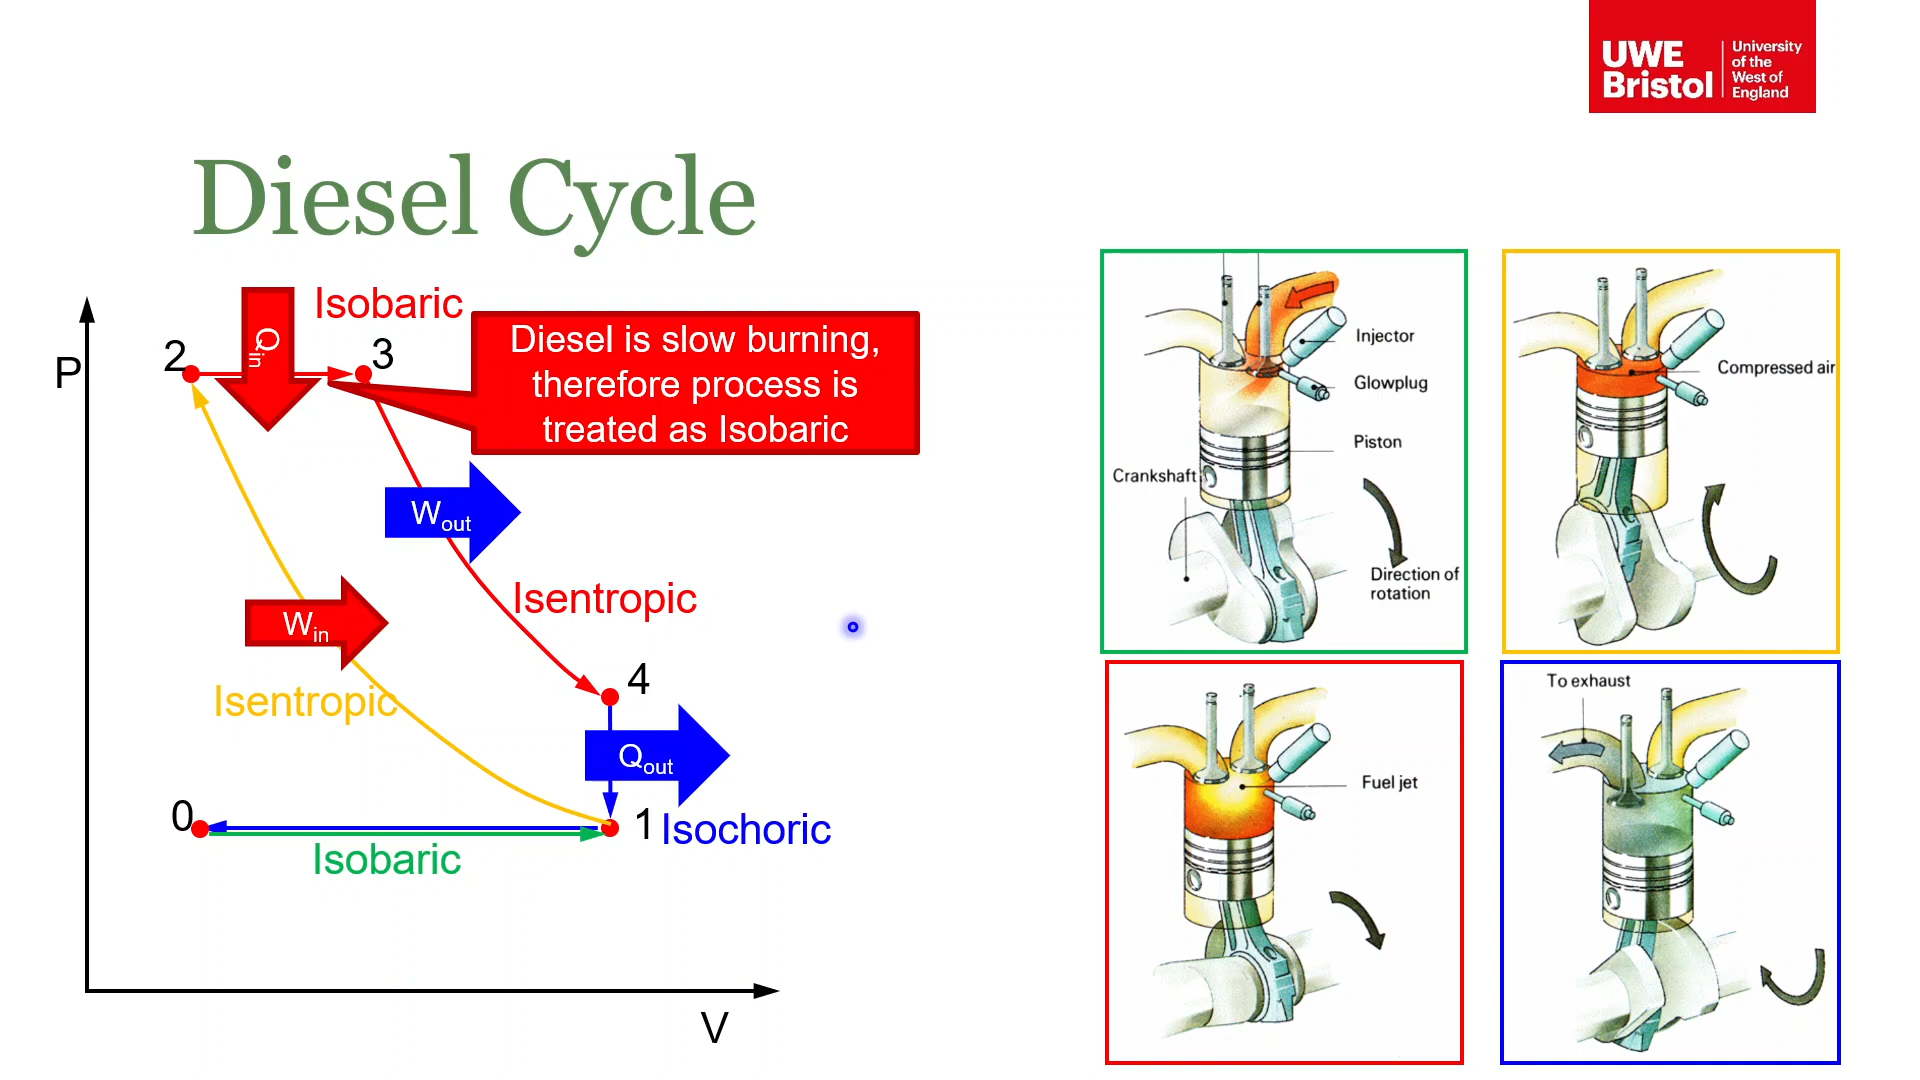 UWE
Bristol
University
of the
West of
England
Diesel Cycle
P
2
Qin
Isobaric
3
Diesel is slow burning,
therefore process is
treated as Isobaric
Wout
Isentropic
Win
Isentropic
4
Qout
0
1
Isochoric
Isobaric
V
Injector
Glowplug
Piston
Crankshaft
Direction of
rotation
Compressed air
Fuel jet
To exhaust